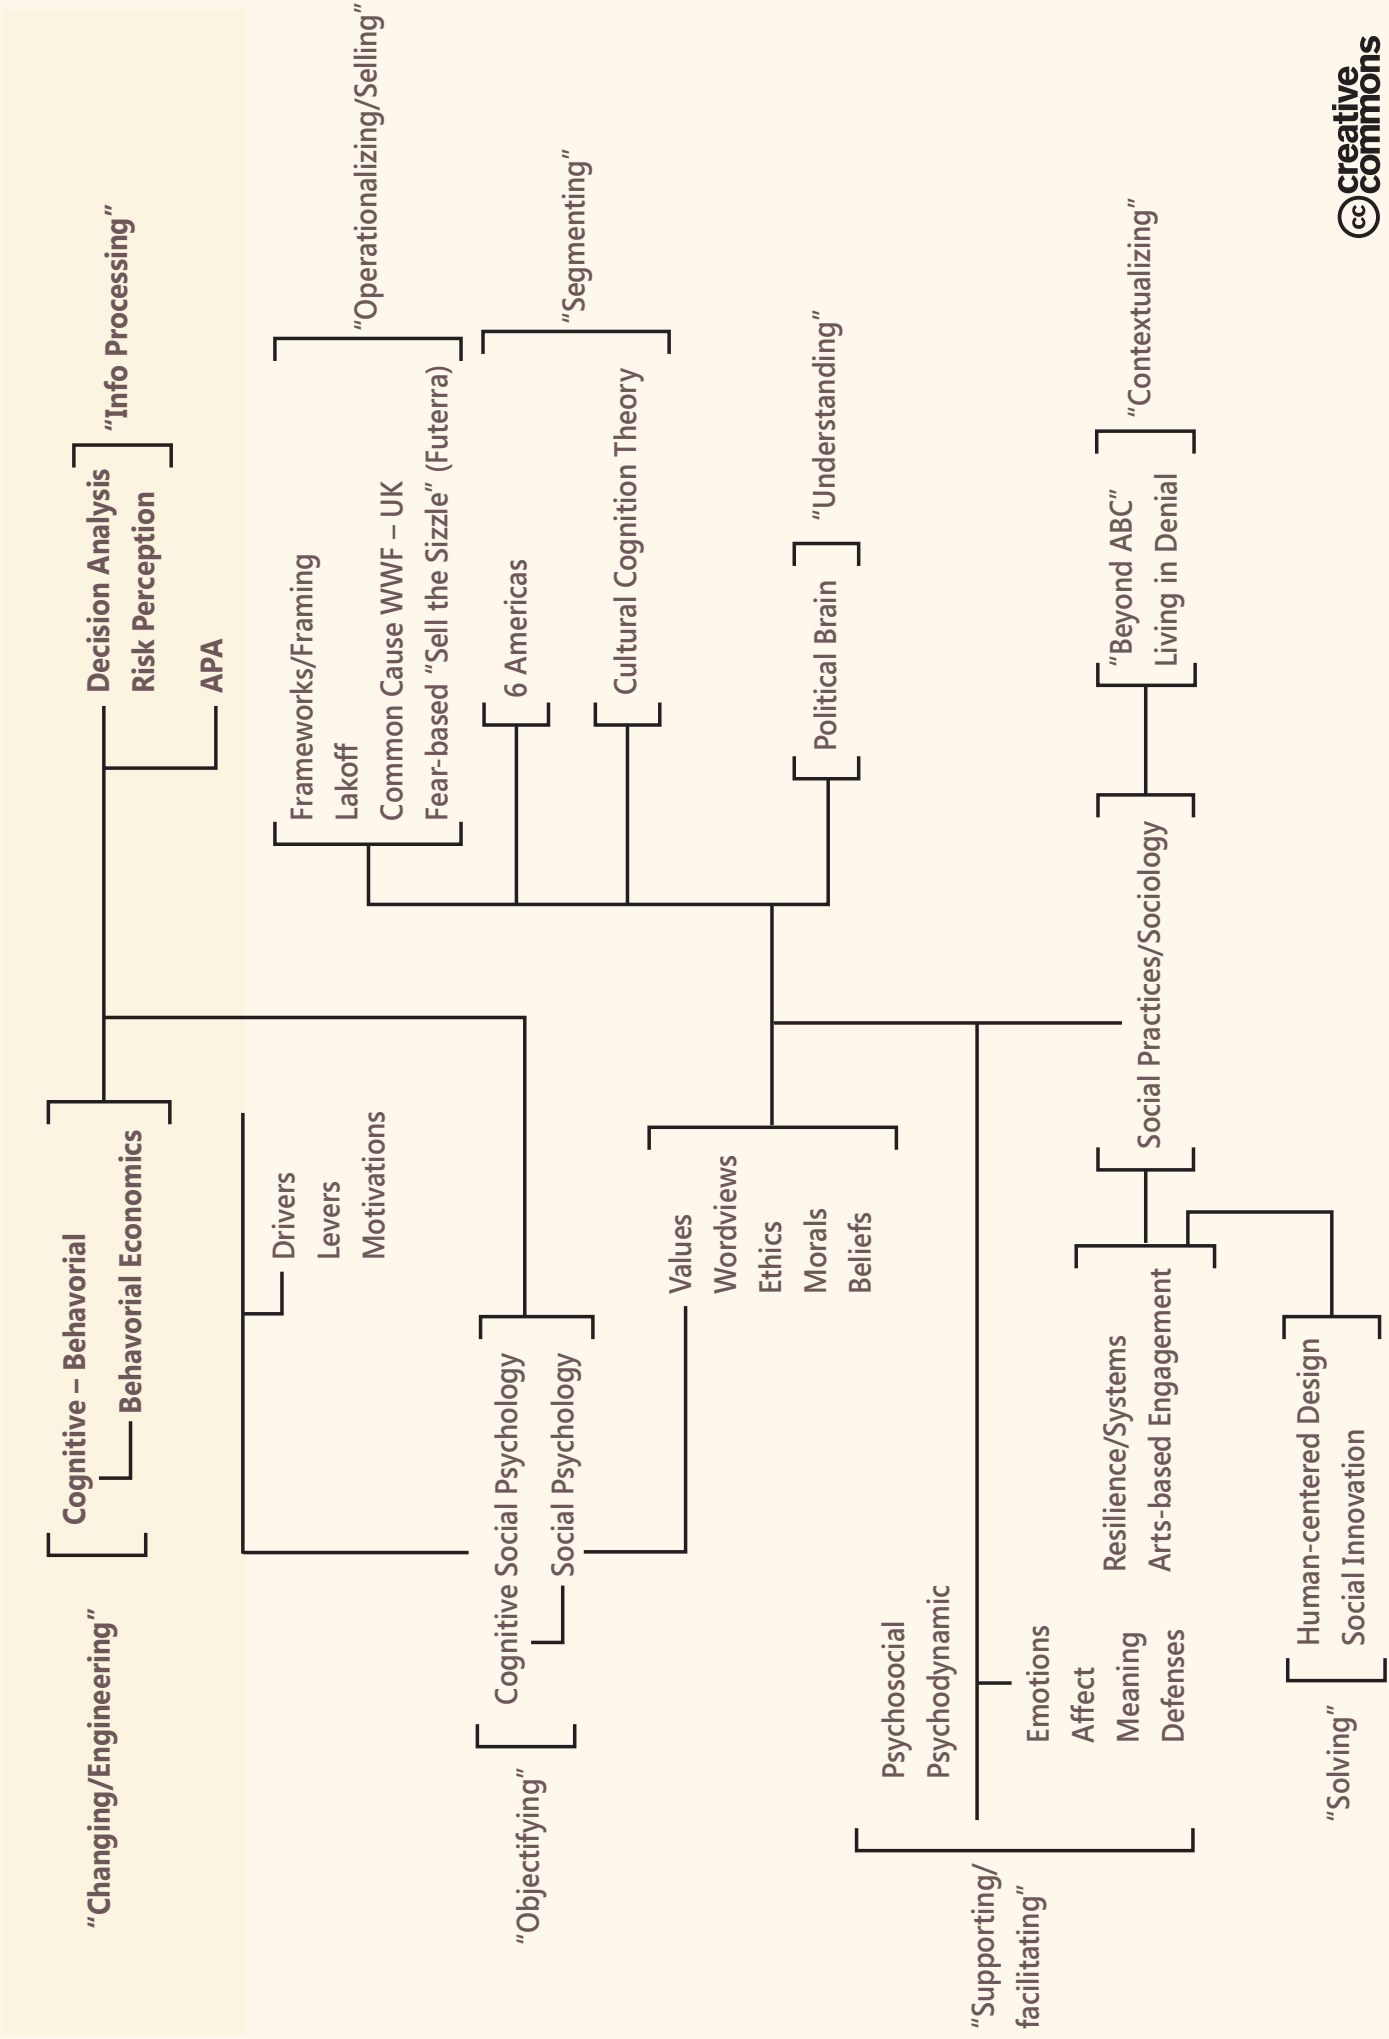 “Changing/Engineering”
Cognitive – Behavorial
Behavorial Economics
Decision Analysis
Risk Perception
APA
“Info Processing”
Drivers
Levers
Motivations
Frameworks/Framing
Lakoff
Common Cause WWF – UK
Fear-based “Sell the Sizzle” (Futerra)
“Operationalizing/Selling”
“Objectifying”
Cognitive Social Psychology
Social Psychology
6 Americas
Cultural Cognition Theory
“Segmenting”
Values
Wordviews
Ethics
Morals
Beliefs
Political Brain
“Understanding”
“Supporting/
facilitating”
Psychosocial
Psychodynamic
Emotions
Affect
Meaning
Defenses
Resilience/Systems
Arts-based Engagement
Social Practices/Sociology
“Beyond ABC”
Living in Denial
“Contextualizing”
“Solving”
Human-centered Design
Social Innovation
cc creative
commons